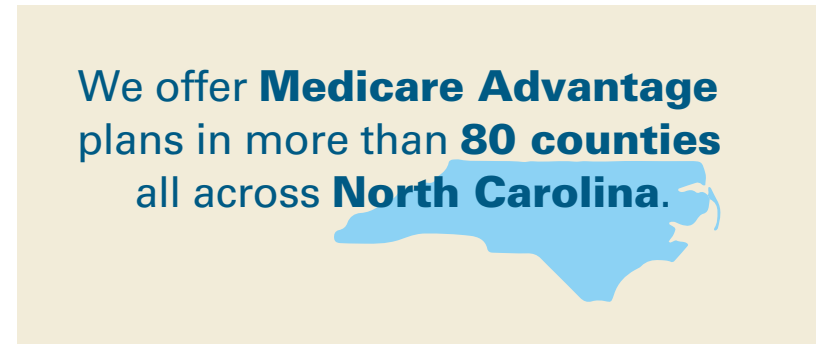 We offer Medicare Advantage
plans in more than 80 counties
all across North Carolina.